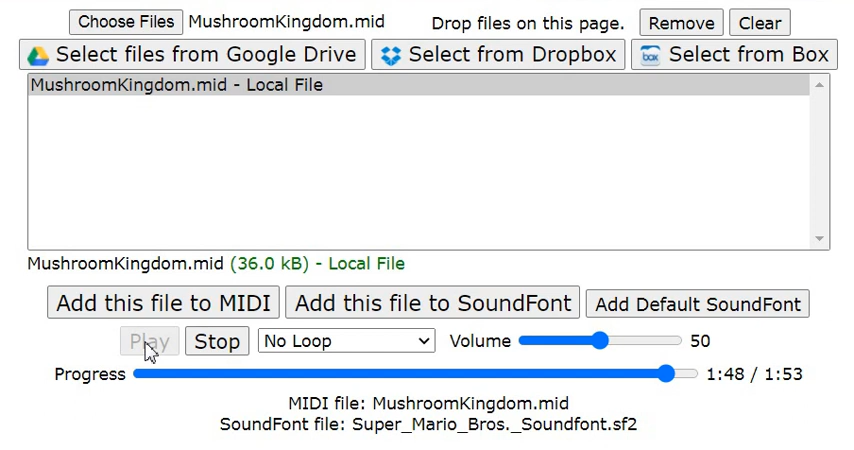 Choose Files MushroomKingdom.mid Drop files on this page. Remove Clear
Select files from Google Drive Select from Dropbox box Select from Box
MushroomKingdom.mid - Local File
MushroomKingdom.mid (36.0 kB) - Local File
Add this file to MIDI Add this file to SoundFont Add Default SoundFont
Play Stop No Loop Volume 50
Progress 1:48 / 1:53
MIDI file: MushroomKingdom.mid
SoundFont file: Super_Mario_Bros._Soundfont.sf2